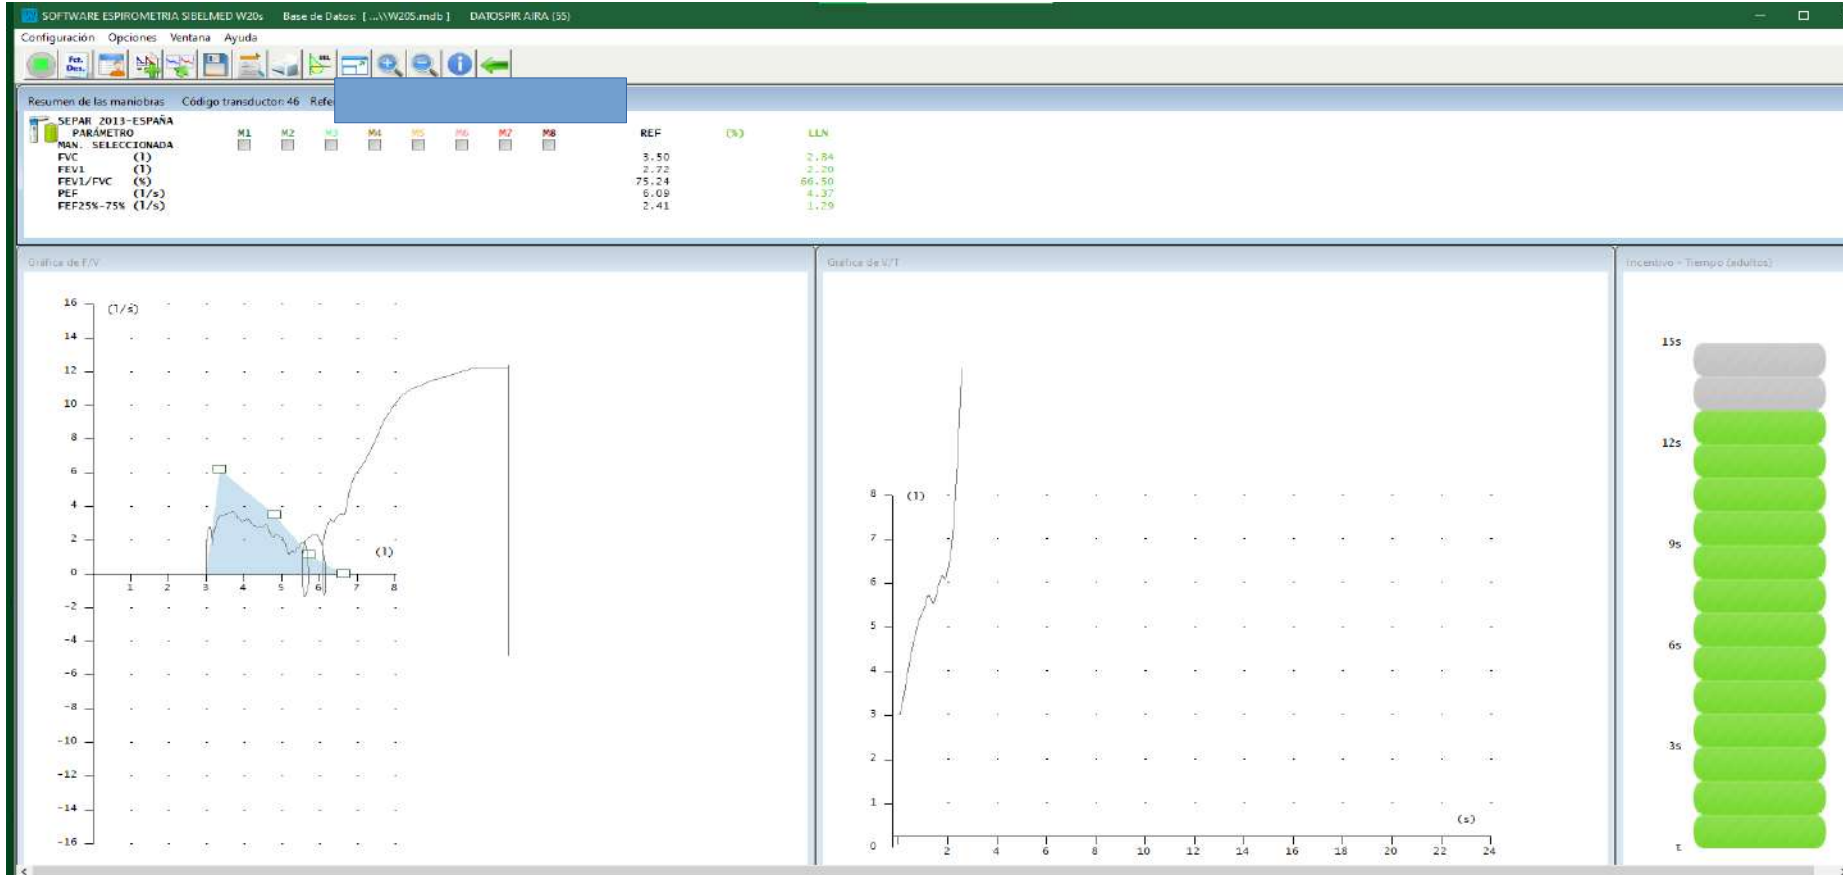 SOFTWARE ESPIROMETRIA SIBELMED W20s Base de Datos: [ ...\\W20S.mdb ] DATOSPIR AIRA (55)
Configuración Opciones Ventana Ayuda
Fct. Des.
Resumen de las maniobras Código transductor: 46 Refe
SEPAR 2013-ESPAÑA
PARÁMETRO M1 M2 M3 M4 M5 M6 M7 M8 REF (%) LLN
MAN. SELECCIONADA
FVC (l) 3.50 2.84
FEV1 (l) 2.72 2.20
FEV1/FVC (%) 75.24 66.50
PEF (l/s) 6.09 4.37
FEF25%-75% (l/s) 2.41 1.29
Gráfica de F/V
16
(l/s)
14
12
10
8
6
4
2
(l)
0
1 2 3 4 5 6 7 8
-2
-4
-6
-8
-10
-12
-14
-16
Gráfica de V/T
8
(l)
7
6
5
4
3
2
1
(s)
0
2 4 6 8 10 12 14 16 18 20 22 24
Incentivo - Tiempo (adultos)
15s
12s
9s
6s
3s